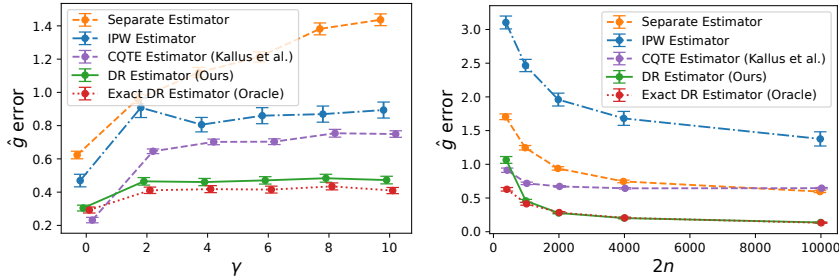 1.4
1.2
1.0
0.8
0.6
0.4
0.2
ĝ error
Separate Estimator
IPW Estimator
CQTE Estimator (Kallus et al.)
DR Estimator (Ours)
Exact DR Estimator (Oracle)
0 2 4 6 8 10
γ
3.0
2.5
2.0
1.5
1.0
0.5
0.0
ĝ error
Separate Estimator
IPW Estimator
CQTE Estimator (Kallus et al.)
DR Estimator (Ours)
Exact DR Estimator (Oracle)
0 2000 4000 6000 8000 10000
2n